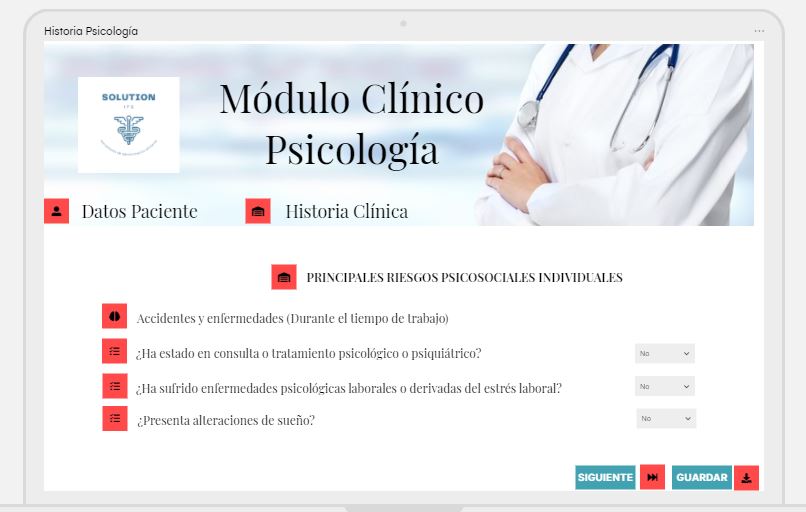 Historia Psicología
SOLUTION
Módulo Clínico
Psicología
Datos Paciente
Historia Clínica
PRINCIPALES RIESGOS PSICOSOCIALES INDIVIDUALES
Accidentes y enfermedades (Durante el tiempo de trabajo)
¿Ha estado en consulta o tratamiento psicológico o psiquiátrico?
No
¿Ha sufrido enfermedades psicológicas laborales o derivadas del estrés laboral?
No
¿Presenta alteraciones de sueño?
No
SIGUIENTE
GUARDAR